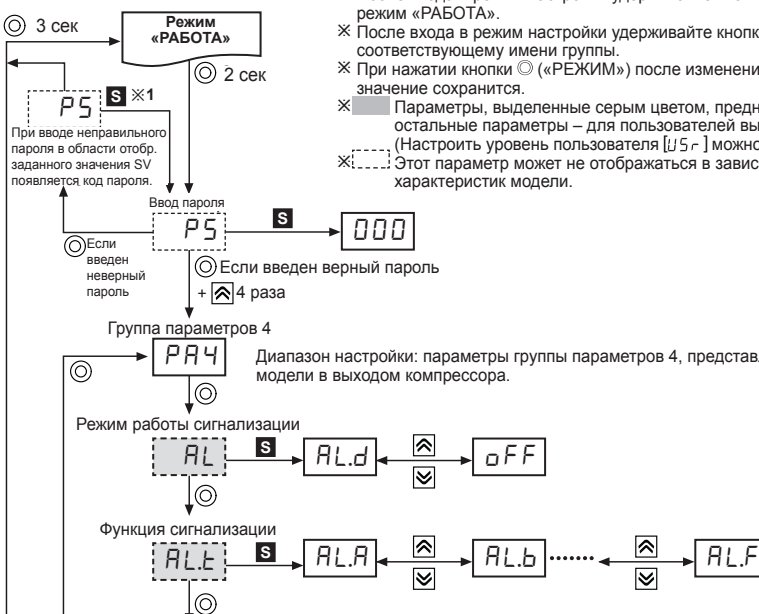 режим «РАБОТА».
※ После входа в режим настройки удерживайте кнопк
соответствующему имени группы.
※ При нажатии кнопки ◎ («РЕЖИМ») после изменени
значение сохранится.
※ Параметры, выделенные серым цветом, предн
остальные параметры – для пользователей вы
(Настроить уровень пользователя [USr] можно
※ Этот параметр может не отображаться в завис
характеристик модели.
◎ 3 сек
Режим
«РАБОТА»
◎ 2 сек
PS
S ※1
При вводе неправильного
пароля в области отобр.
заданного значения SV
появляется код пароля.
Ввод пароля
PS
S
000
◎ Если
введен
неверный
пароль
◎ Если введен верный пароль
+ 4 раза
Группа параметров 4
PA4
Диапазон настройки: параметры группы параметров 4, представл
модели в выходом компрессора.
Режим работы сигнализации
AL
S
AL.d
oFF
Функция сигнализации
AL.t
S
AL.A
AL.b
AL.F